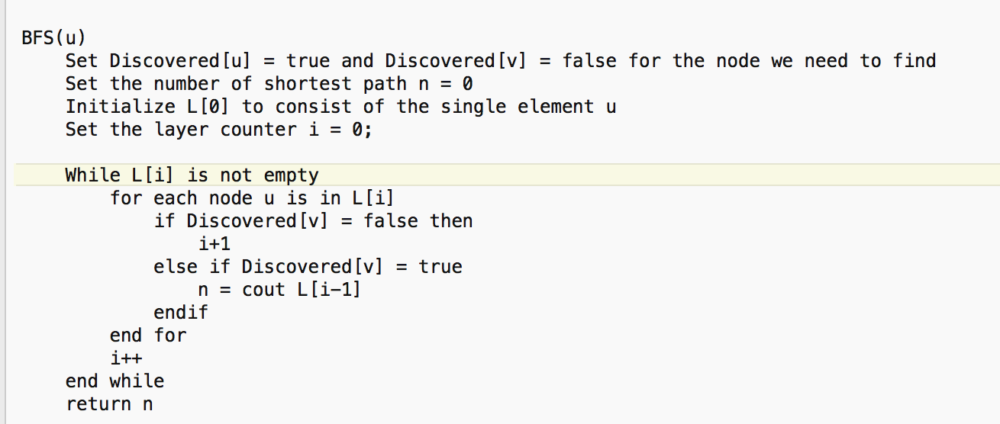 BFS(u)
Set Discovered[u] = true and Discovered[v] = false for the node we need to find
Set the number of shortest path n = 0
Initialize L[0] to consist of the single element u
Set the layer counter i = 0;
While L[i] is not empty
for each node u is in L[i]
if Discovered[v] = false then
i+1
else if Discovered[v] = true
n = cout L[i-1]
endif
end for
i++
end while
return n